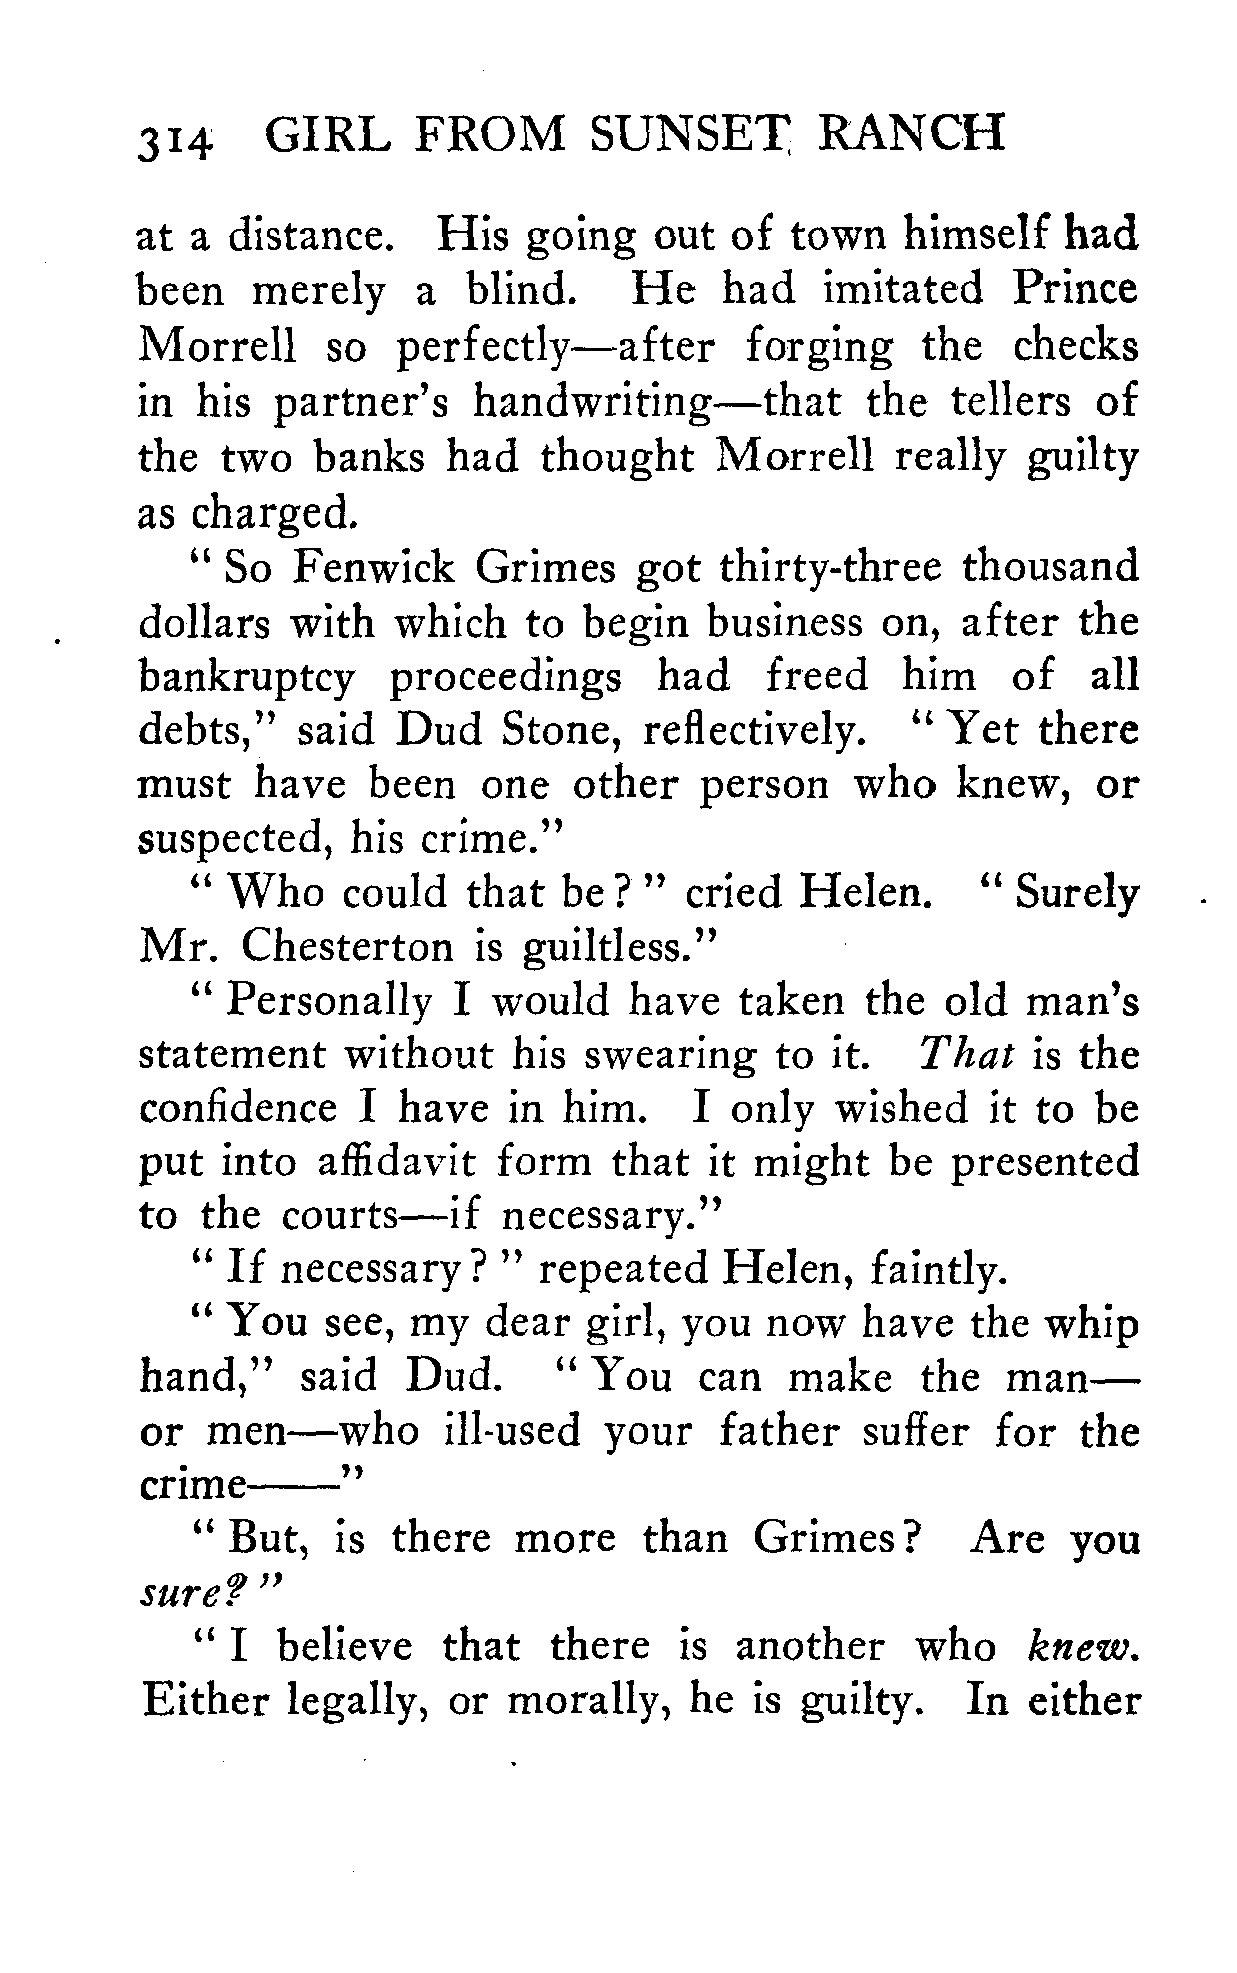 314 GIRL FROM SUNSET RANCH
at a distance. His going out of town himself had
been merely a blind. He had imitated Prince
Morrell so perfectly—after forging the checks
in his partner's handwriting—that the tellers of
the two banks had thought Morrell really guilty
as charged.
" So Fenwick Grimes got thirty-three thousand
dollars with which to begin business on, after the
bankruptcy proceedings had freed him of all
debts," said Dud Stone, reflectively. " Yet there
must have been one other person who knew, or
suspected, his crime."
" Who could that be ? " cried Helen. " Surely
Mr. Chesterton is guiltless."
" Personally I would have taken the old man's
statement without his swearing to it. That is the
confidence I have in him. I only wished it to be
put into affidavit form that it might be presented
to the courts—if necessary."
" If necessary ? " repeated Helen, faintly.
" You see, my dear girl, you now have the whip
hand," said Dud. " You can make the man—
or men—who ill-used your father suffer for the
crime——"
" But, is there more than Grimes ? Are you
sure? "
" I believe that there is another who knew.
Either legally, or morally, he is guilty. In either